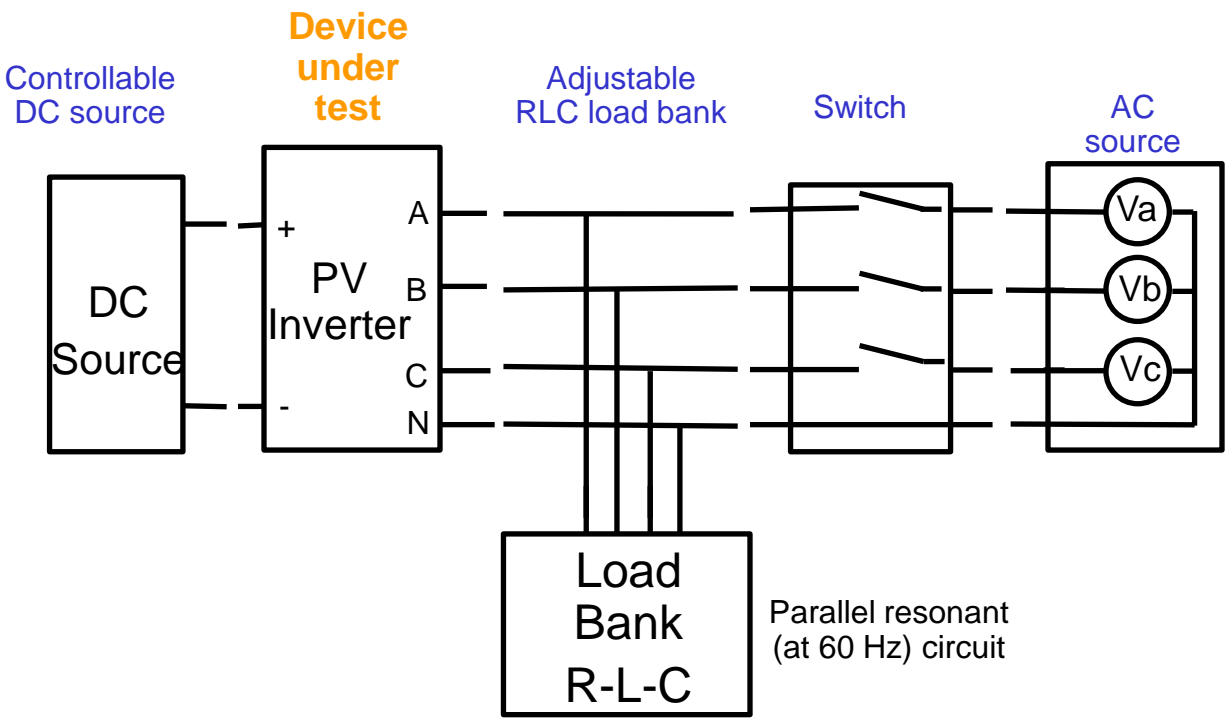 Device
under
test
Controllable
DC source
Adjustable
RLC load bank
Switch
AC
source
DC
Source
+
-
PV
Inverter
A
B
C
N
Va
Vb
Vc
Load
Bank
R-L-C
Parallel resonant
(at 60 Hz) circuit